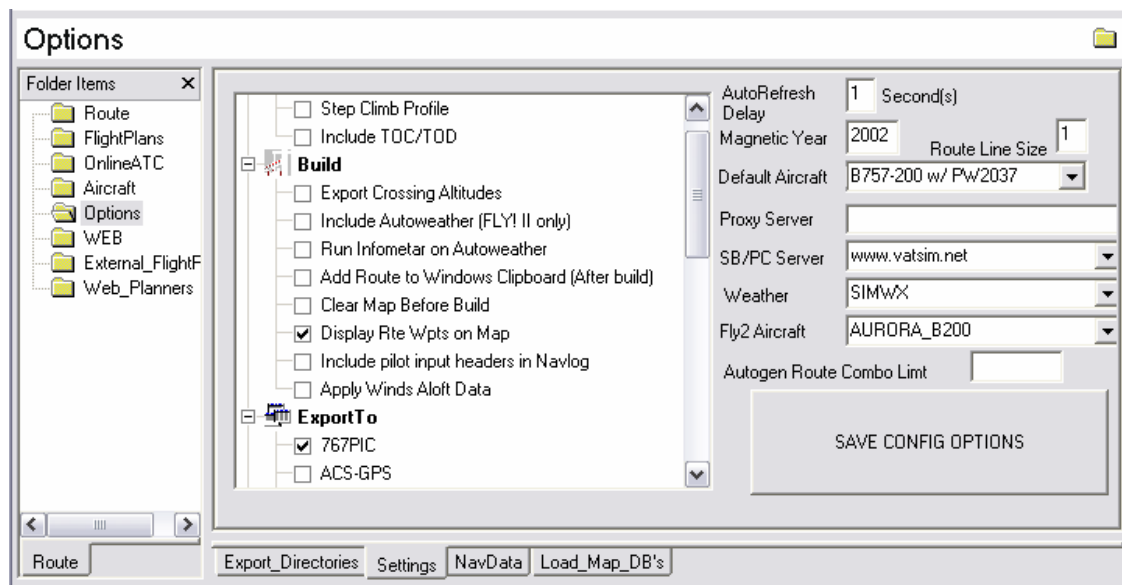 Options
Folder Items
Route
FlightPlans
OnlineATC
Aircraft
Options
WEB
External_FlightF
Web_Planners
Route
Step Climb Profile
Include TOC/TOD
Build
Export Crossing Altitudes
Include Autoweather (FLY! II only)
Run Infometar on Autoweather
Add Route to Windows Clipboard (After build)
Clear Map Before Build
Display Rte Wpts on Map
Include pilot input headers in Navlog
Apply Winds Aloft Data
ExportTo
767PIC
ACS-GPS
AutoRefresh Delay 1 Second(s)
Magnetic Year 2002 Route Line Size 1
Default Aircraft B757-200 w/ PW2037
Proxy Server
SB/PC Server www.vatsim.net
Weather SIMWX
Fly2 Aircraft AURORA_B200
Autogen Route Combo Limt
SAVE CONFIG OPTIONS
Export_Directories Settings NavData Load_Map_DB's